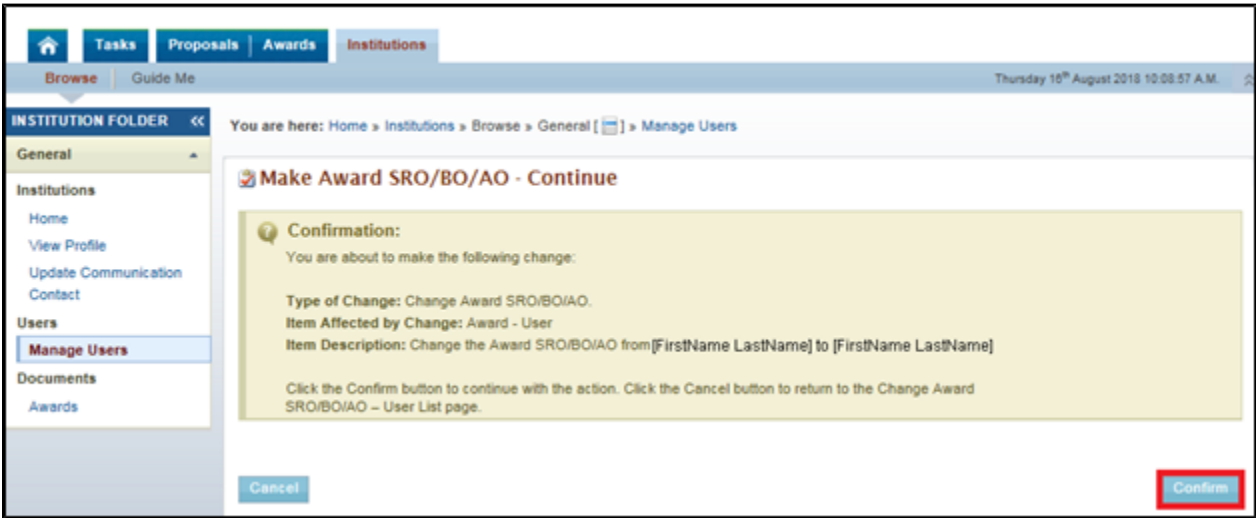 Tasks
Proposals | Awards
Institutions
Browse
Guide Me
Thursday 16th August 2018 10:08:57 A.M.
INSTITUTION FOLDER «
You are here: Home » Institutions » Browse » General [ ] » Manage Users
General
Make Award SRO/BO/AO - Continue
Institutions
Home
View Profile
Update Communication
Contact
Users
Manage Users
Documents
Awards
Confirmation:
You are about to make the following change:
Type of Change: Change Award SRO/BO/AO.
Item Affected by Change: Award - User
Item Description: Change the Award SRO/BO/AO from [FirstName LastName] to [FirstName LastName]
Click the Confirm button to continue with the action. Click the Cancel button to return to the Change Award
SRO/BO/AO – User List page.
Cancel
Confirm